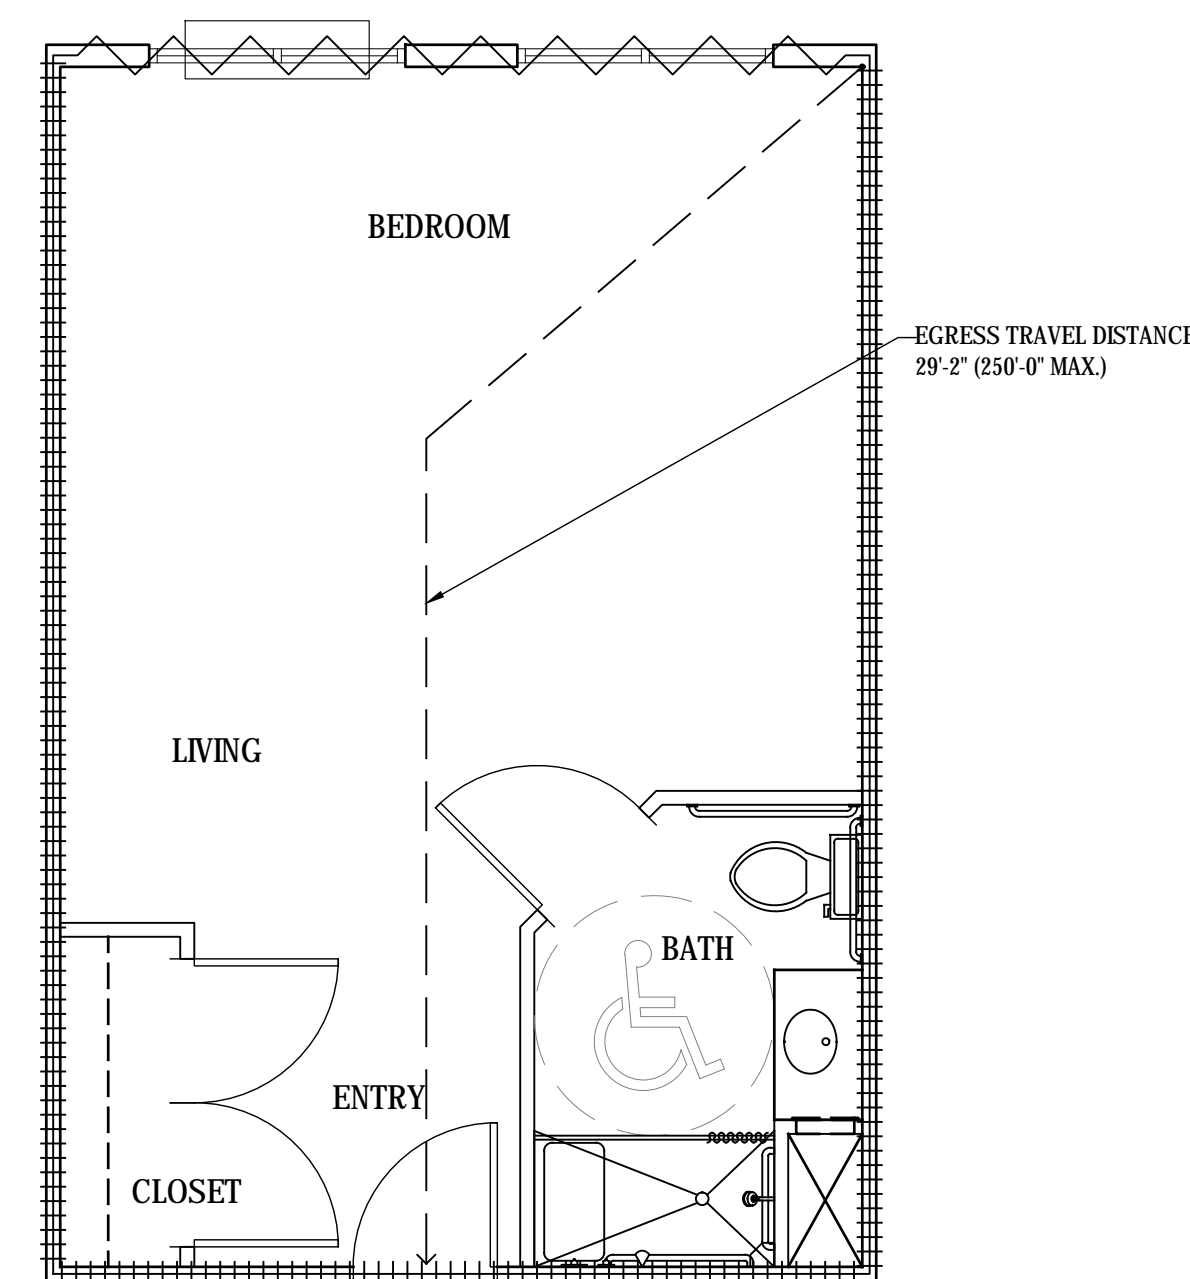 BEDROOM
EGRESS TRAVEL DISTANCE
29'-2" (250'-0" MAX.)
LIVING
BATH
ENTRY
CLOSET